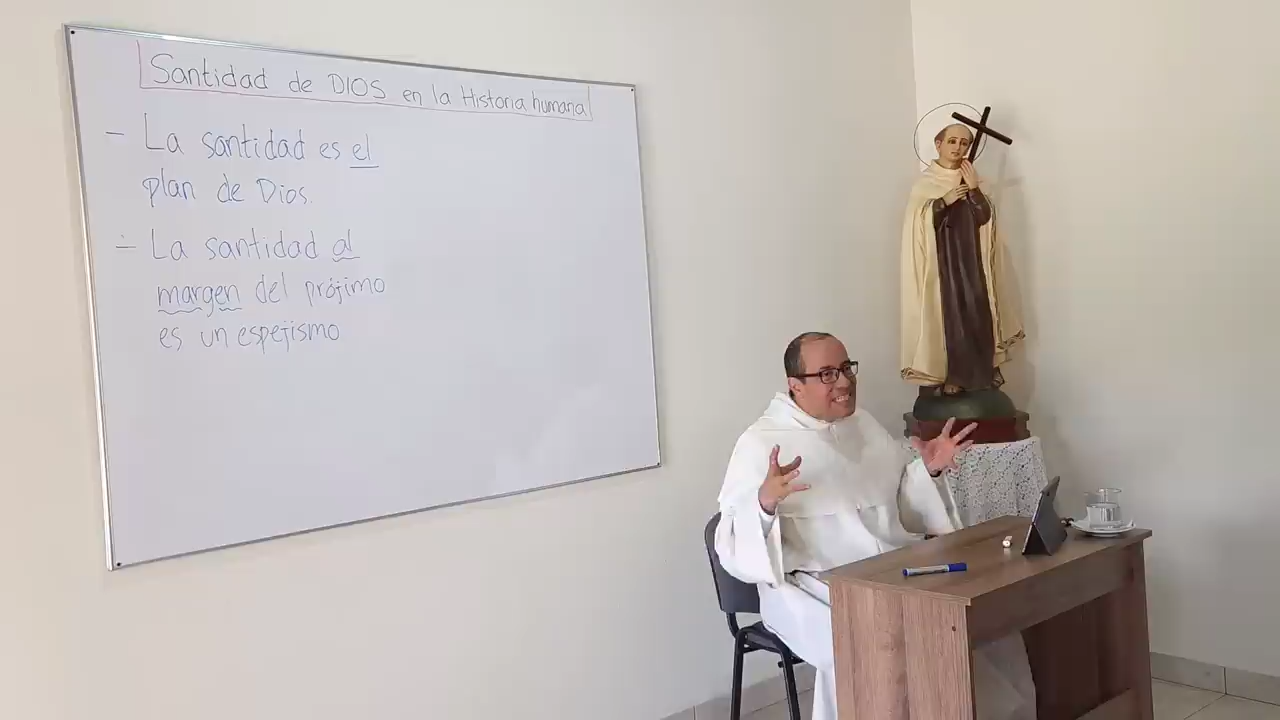 Santidad de DIOS en la Historia humana
- La santidad es el
plan de Dios.
- La santidad al
margen del prójimo
es un espejismo